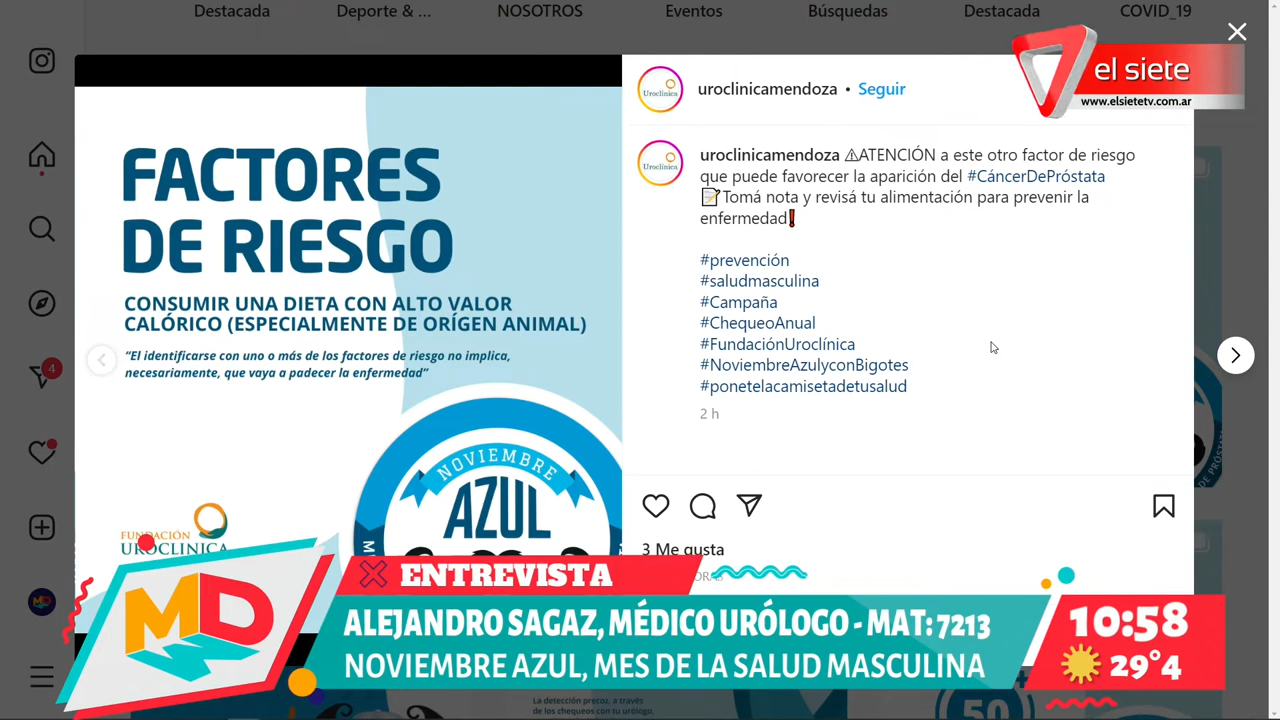 Destacada
Deporte & ...
NOSOTROS
Eventos
Búsquedas
Destacada
COVID_19
el siete
www.elsietetv.com.ar
Uroclínica
uroclinicamendoza • Seguir
FACTORES
DE RIESGO
CONSUMIR UNA DIETA CON ALTO VALOR
CALÓRICO (ESPECIALMENTE DE ORÍGEN ANIMAL)
"El identificarse con uno o más de los factores de riesgo no implica,
necesariamente, que vaya a padecer la enfermedad"
NOVIEMBRE
AZUL
FUNDACIÓN
UROCLINICA
Uroclínica
uroclinicamendoza ⚠ATENCIÓN a este otro factor de riesgo
que puede favorecer la aparición del #CáncerDePróstata
📝Tomá nota y revisá tu alimentación para prevenir la
enfermedad❗
#prevención
#saludmasculina
#Campaña
#ChequeoAnual
#FundaciónUroclínica
#NoviembreAzulyconBigotes
#ponetelacamisetadetusalud
2 h
4
3 Me gusta
MD
ENTREVISTA
ALEJANDRO SAGAZ, MÉDICO URÓLOGO - MAT: 7213
NOVIEMBRE AZUL, MES DE LA SALUD MASCULINA
10:58
29°4
La detección precoz, a través
de los chequeos con tu urólogo,
50